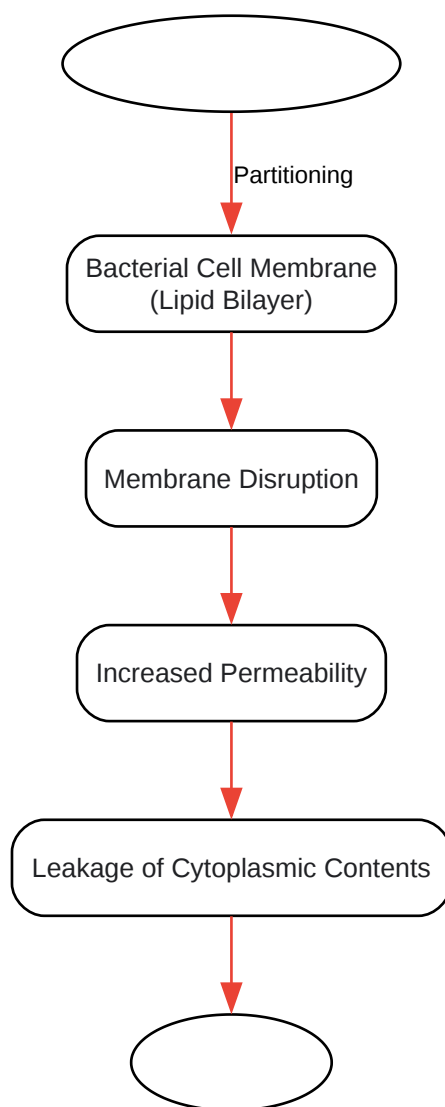 Partitioning
Bacterial Cell Membrane
(Lipid Bilayer)
Membrane Disruption
Increased Permeability
Leakage of Cytoplasmic Contents